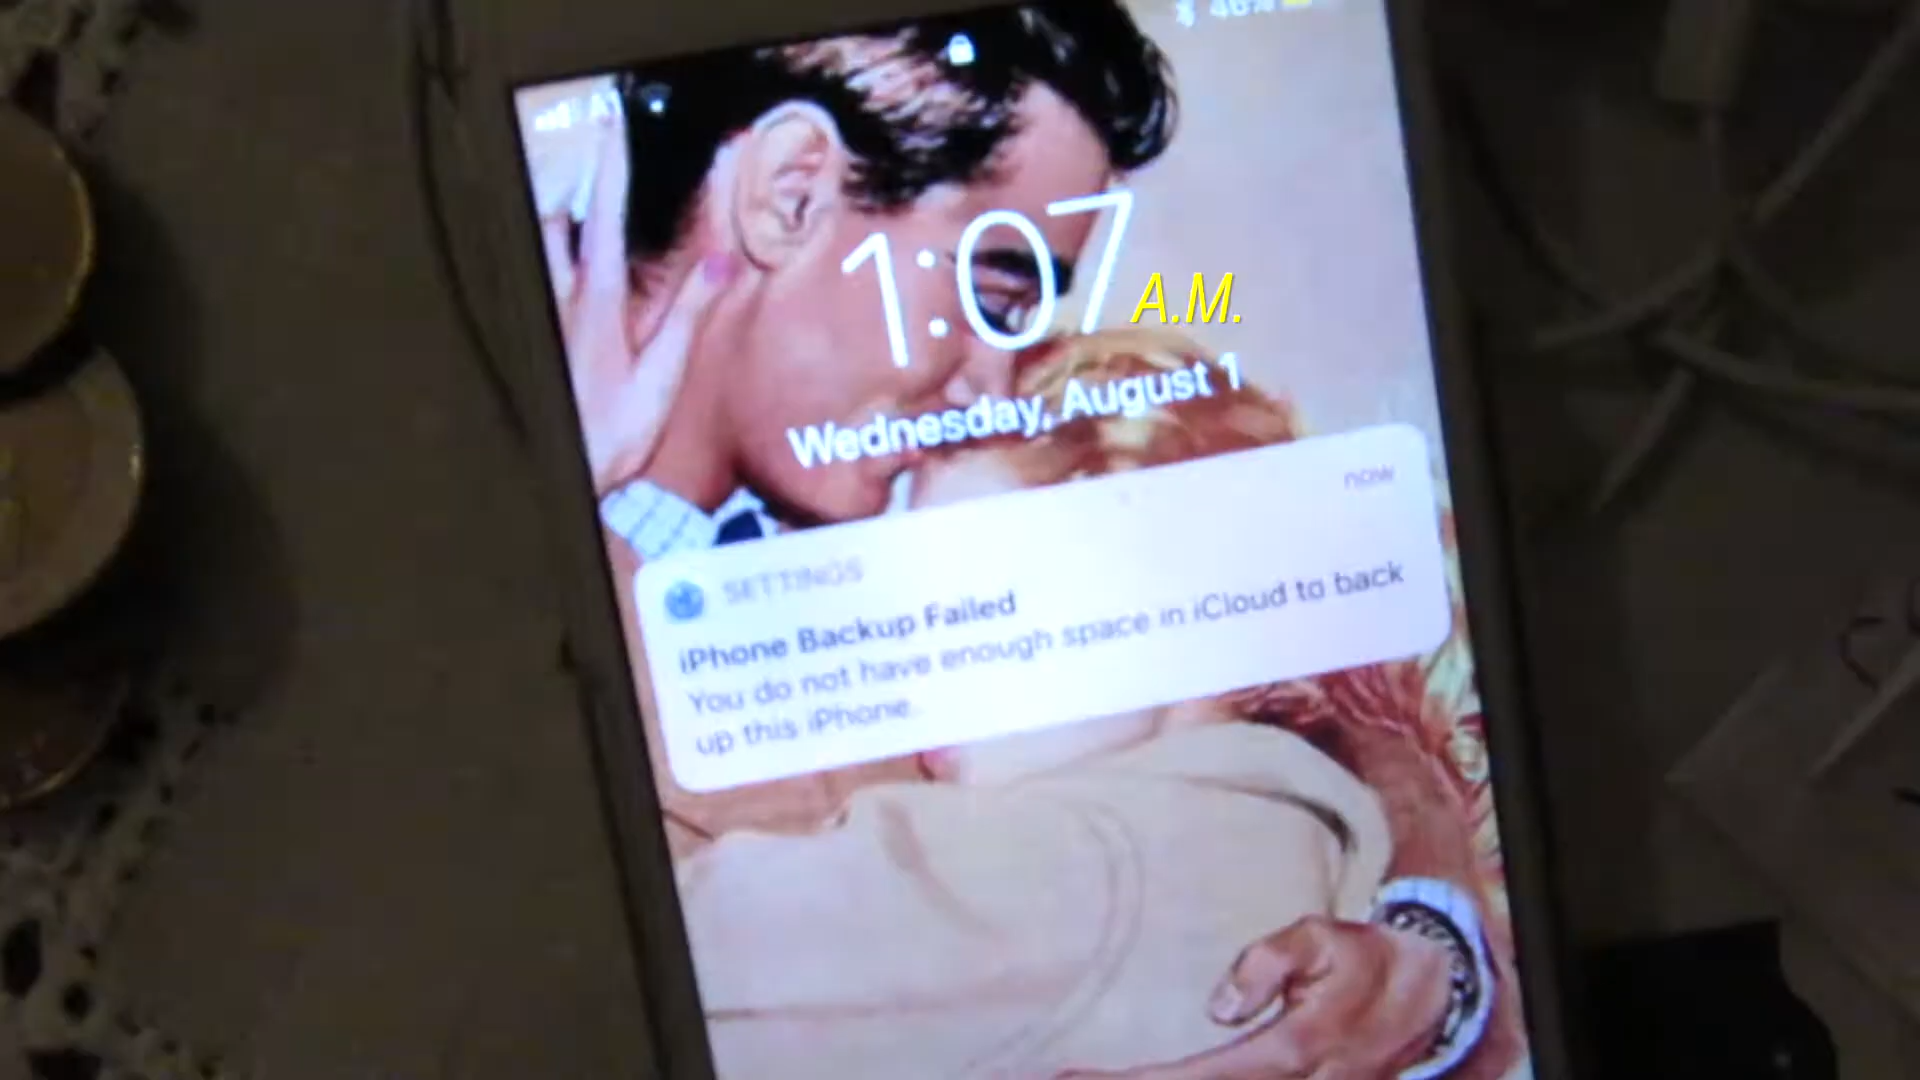 46%
1:07 A.M.
Wednesday, August 1
now
SETTINGS
iPhone Backup Failed
You do not have enough space in iCloud to back
up this iPhone.